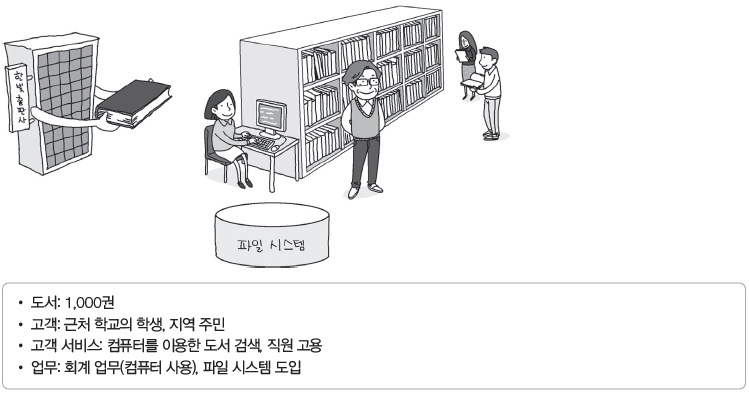 한빛출판사
파일 시스템
• 도서: 1,000권
• 고객: 근처 학교의 학생, 지역 주민
• 고객 서비스: 컴퓨터를 이용한 도서 검색, 직원 고용
• 업무: 회계 업무(컴퓨터 사용), 파일 시스템 도입